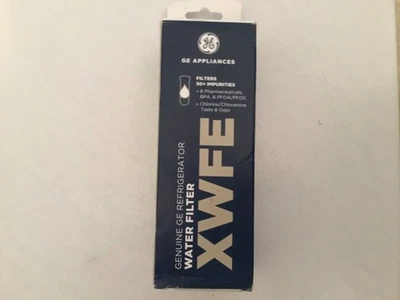 GE
GE APPLIANCES
FILTERS
50+ IMPURITIES
+ 8 Pharmaceuticals,
BPA, & PFOA/PFOS
+ Chlorine/Chloramine
Taste & Odor
GENUINE GE REFRIGERATOR
WATER FILTER
XWFE